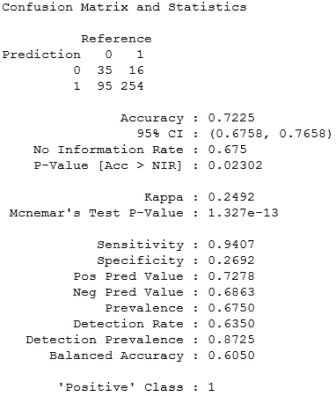 Confusion Matrix and Statistics
Reference
Prediction 0 1
0 35 16
1 95 254
Accuracy : 0.7225
95% CI : (0.6758, 0.7658)
No Information Rate : 0.675
P-Value [Acc > NIR] : 0.02302
Kappa : 0.2492
Mcnemar's Test P-Value : 1.327e-13
Sensitivity : 0.9407
Specificity : 0.2692
Pos Pred Value : 0.7278
Neg Pred Value : 0.6863
Prevalence : 0.6750
Detection Rate : 0.6350
Detection Prevalence : 0.8725
Balanced Accuracy : 0.6050
'Positive' Class : 1